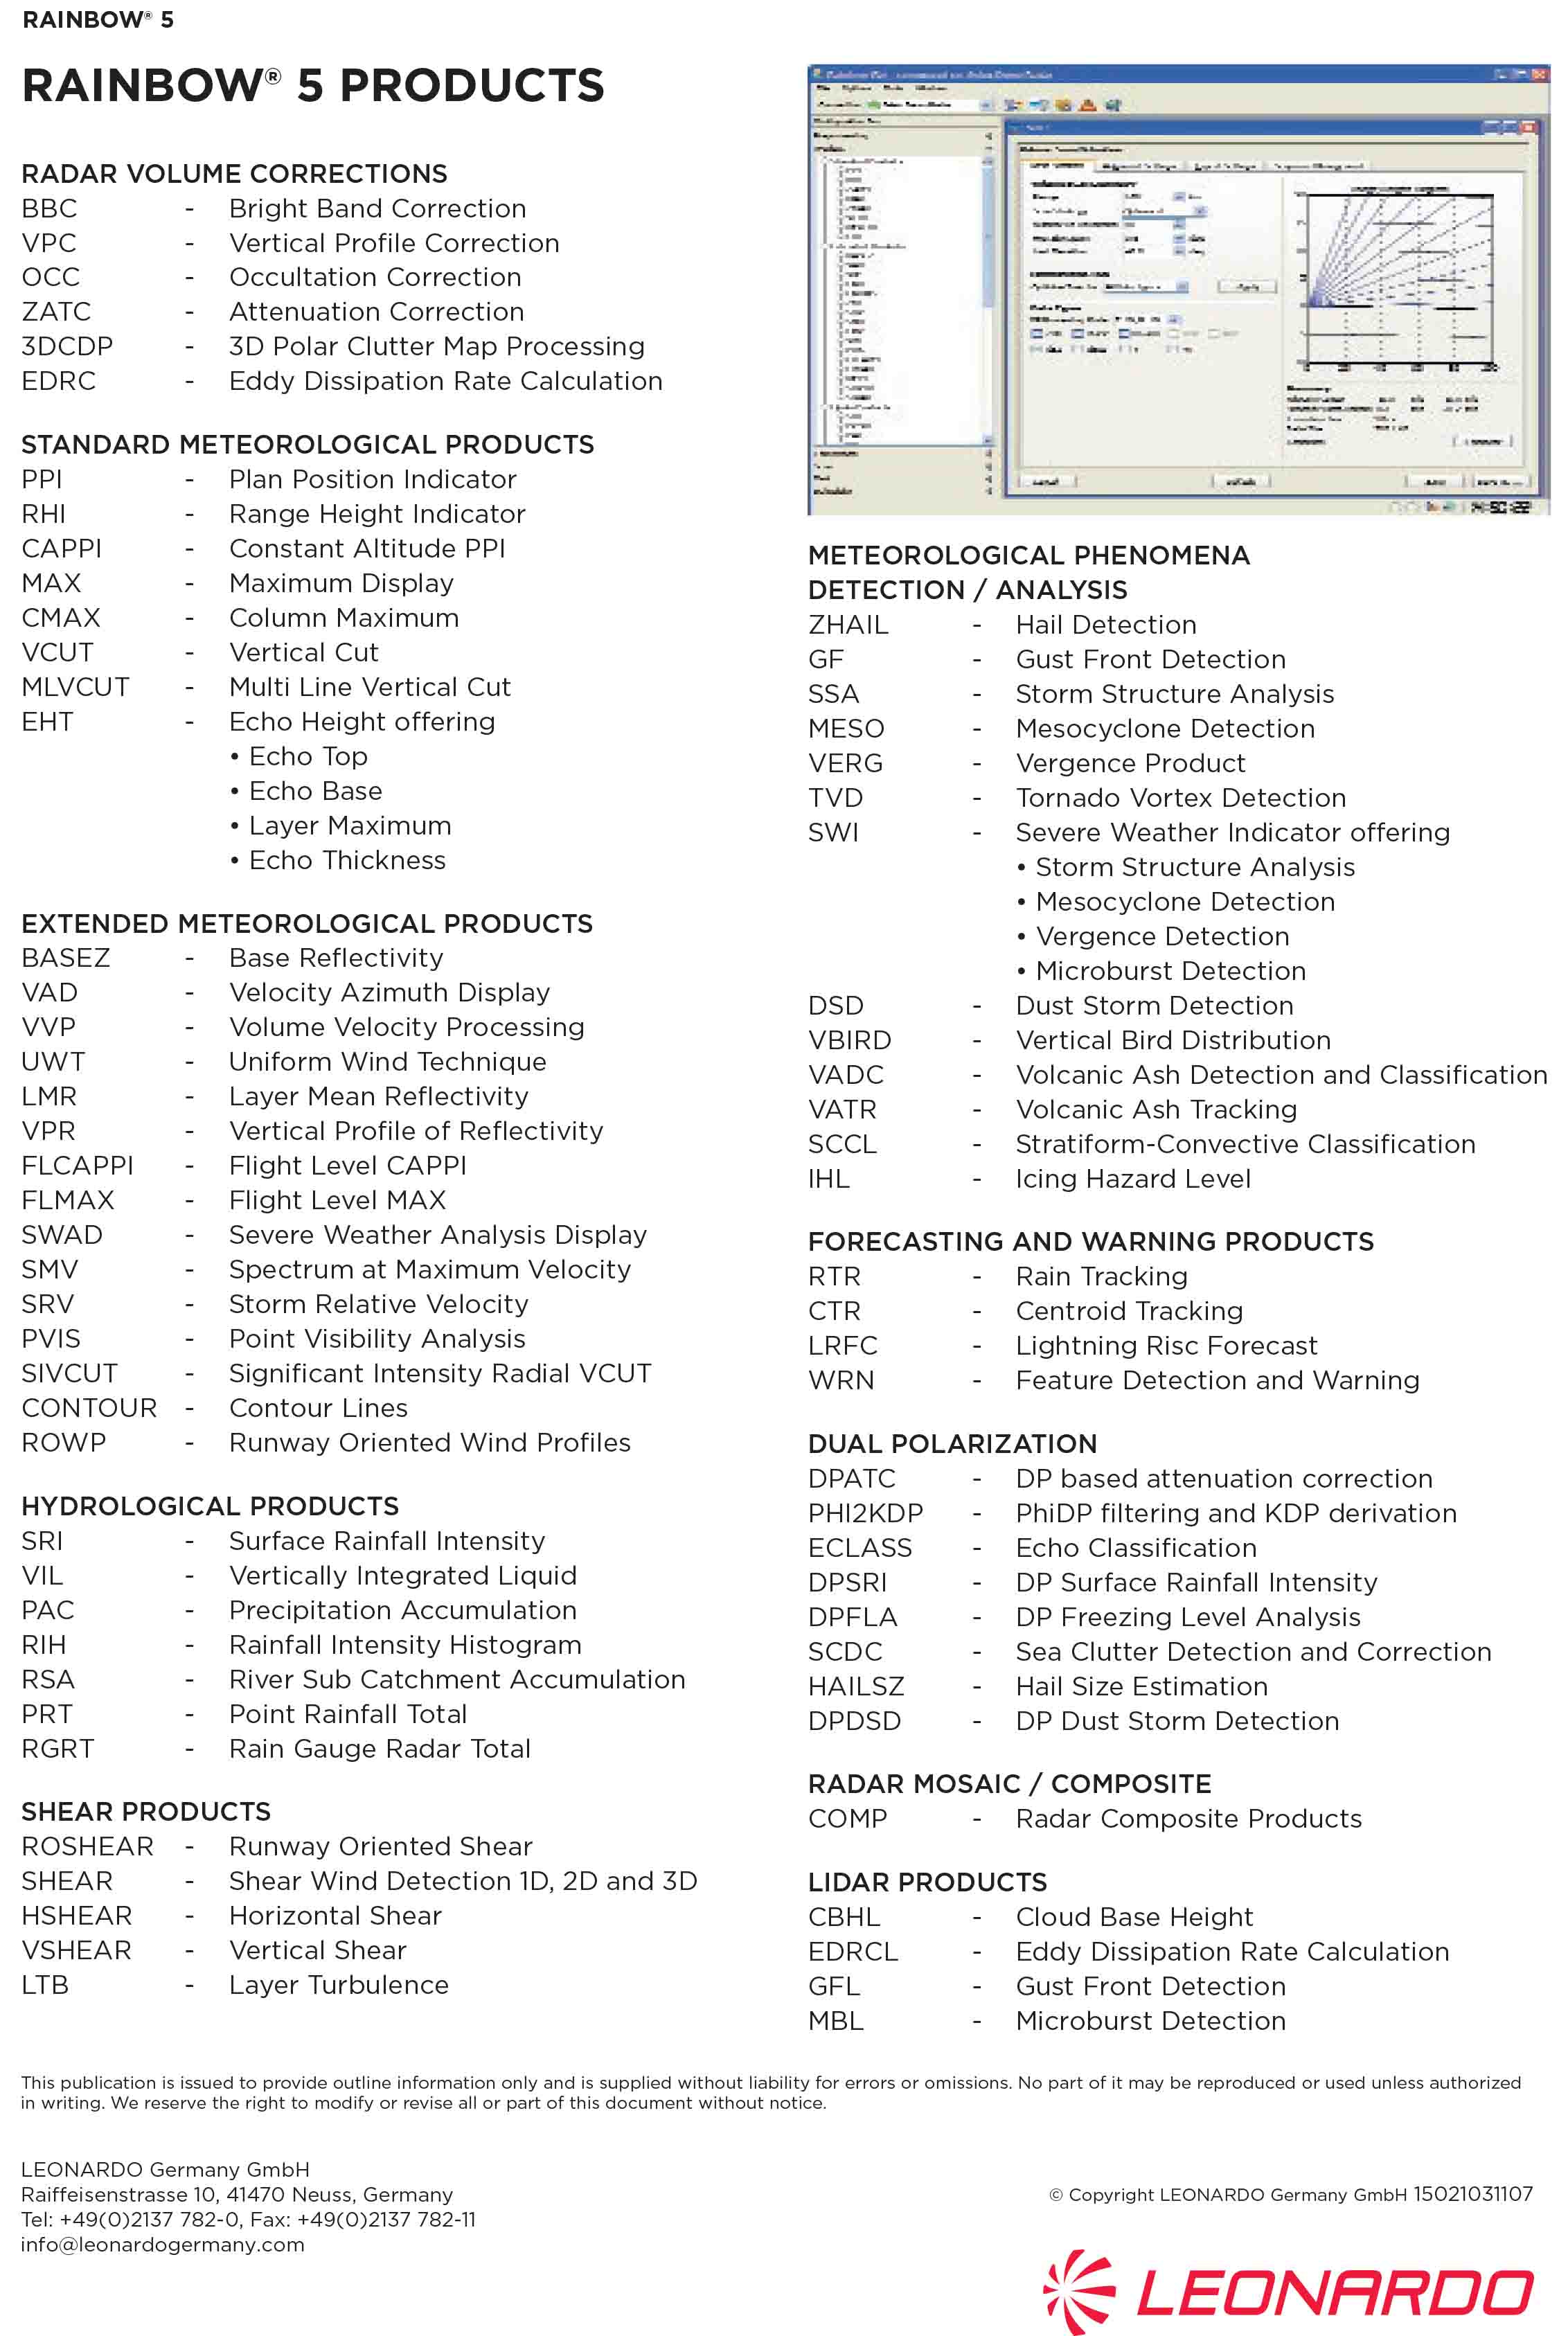 RAINBOW® 5
RAINBOW® 5 PRODUCTS
RADAR VOLUME CORRECTIONS
BBC - Bright Band Correction
VPC - Vertical Profile Correction
OCC - Occultation Correction
ZATC - Attenuation Correction
3DCDP - 3D Polar Clutter Map Processing
EDRC - Eddy Dissipation Rate Calculation
STANDARD METEOROLOGICAL PRODUCTS
PPI - Plan Position Indicator
RHI - Range Height Indicator
CAPPI - Constant Altitude PPI
MAX - Maximum Display
CMAX - Column Maximum
VCUT - Vertical Cut
MLVCUT - Multi Line Vertical Cut
EHT - Echo Height offering
• Echo Top
• Echo Base
• Layer Maximum
• Echo Thickness
EXTENDED METEOROLOGICAL PRODUCTS
BASEZ - Base Reflectivity
VAD - Velocity Azimuth Display
VVP - Volume Velocity Processing
UWT - Uniform Wind Technique
LMR - Layer Mean Reflectivity
VPR - Vertical Profile of Reflectivity
FLCAPPI - Flight Level CAPPI
FLMAX - Flight Level MAX
SWAD - Severe Weather Analysis Display
SMV - Spectrum at Maximum Velocity
SRV - Storm Relative Velocity
PVIS - Point Visibility Analysis
SIVCUT - Significant Intensity Radial VCUT
CONTOUR - Contour Lines
ROWP - Runway Oriented Wind Profiles
HYDROLOGICAL PRODUCTS
SRI - Surface Rainfall Intensity
VIL - Vertically Integrated Liquid
PAC - Precipitation Accumulation
RIH - Rainfall Intensity Histogram
RSA - River Sub Catchment Accumulation
PRT - Point Rainfall Total
RGRT - Rain Gauge Radar Total
SHEAR PRODUCTS
ROSHEAR - Runway Oriented Shear
SHEAR - Shear Wind Detection 1D, 2D and 3D
HSHEAR - Horizontal Shear
VSHEAR - Vertical Shear
LTB - Layer Turbulence
METEOROLOGICAL PHENOMENA
DETECTION / ANALYSIS
ZHAIL - Hail Detection
GF - Gust Front Detection
SSA - Storm Structure Analysis
MESO - Mesocyclone Detection
VERG - Vergence Product
TVD - Tornado Vortex Detection
SWI - Severe Weather Indicator offering
• Storm Structure Analysis
• Mesocyclone Detection
• Vergence Detection
• Microburst Detection
DSD - Dust Storm Detection
VBIRD - Vertical Bird Distribution
VADC - Volcanic Ash Detection and Classification
VATR - Volcanic Ash Tracking
SCCL - Stratiform-Convective Classification
IHL - Icing Hazard Level
FORECASTING AND WARNING PRODUCTS
RTR - Rain Tracking
CTR - Centroid Tracking
LRFC - Lightning Risc Forecast
WRN - Feature Detection and Warning
DUAL POLARIZATION
DPATC - DP based attenuation correction
PHI2KDP - PhiDP filtering and KDP derivation
ECLASS - Echo Classification
DPSRI - DP Surface Rainfall Intensity
DPFLA - DP Freezing Level Analysis
SCDC - Sea Clutter Detection and Correction
HAILSZ - Hail Size Estimation
DPDSD - DP Dust Storm Detection
RADAR MOSAIC / COMPOSITE
COMP - Radar Composite Products
LIDAR PRODUCTS
CBHL - Cloud Base Height
EDRCL - Eddy Dissipation Rate Calculation
GFL - Gust Front Detection
MBL - Microburst Detection
This publication is issued to provide outline information only and is supplied without liability for errors or omissions. No part of it may be reproduced or used unless authorized
in writing. We reserve the right to modify or revise all or part of this document without notice.
LEONARDO Germany GmbH
Raiffeisenstrasse 10, 41470 Neuss, Germany
Tel: +49(0)2137 782-0, Fax: +49(0)2137 782-11
info@leonardogermany.com
© Copyright LEONARDO Germany GmbH 15021031107
LEONARDO